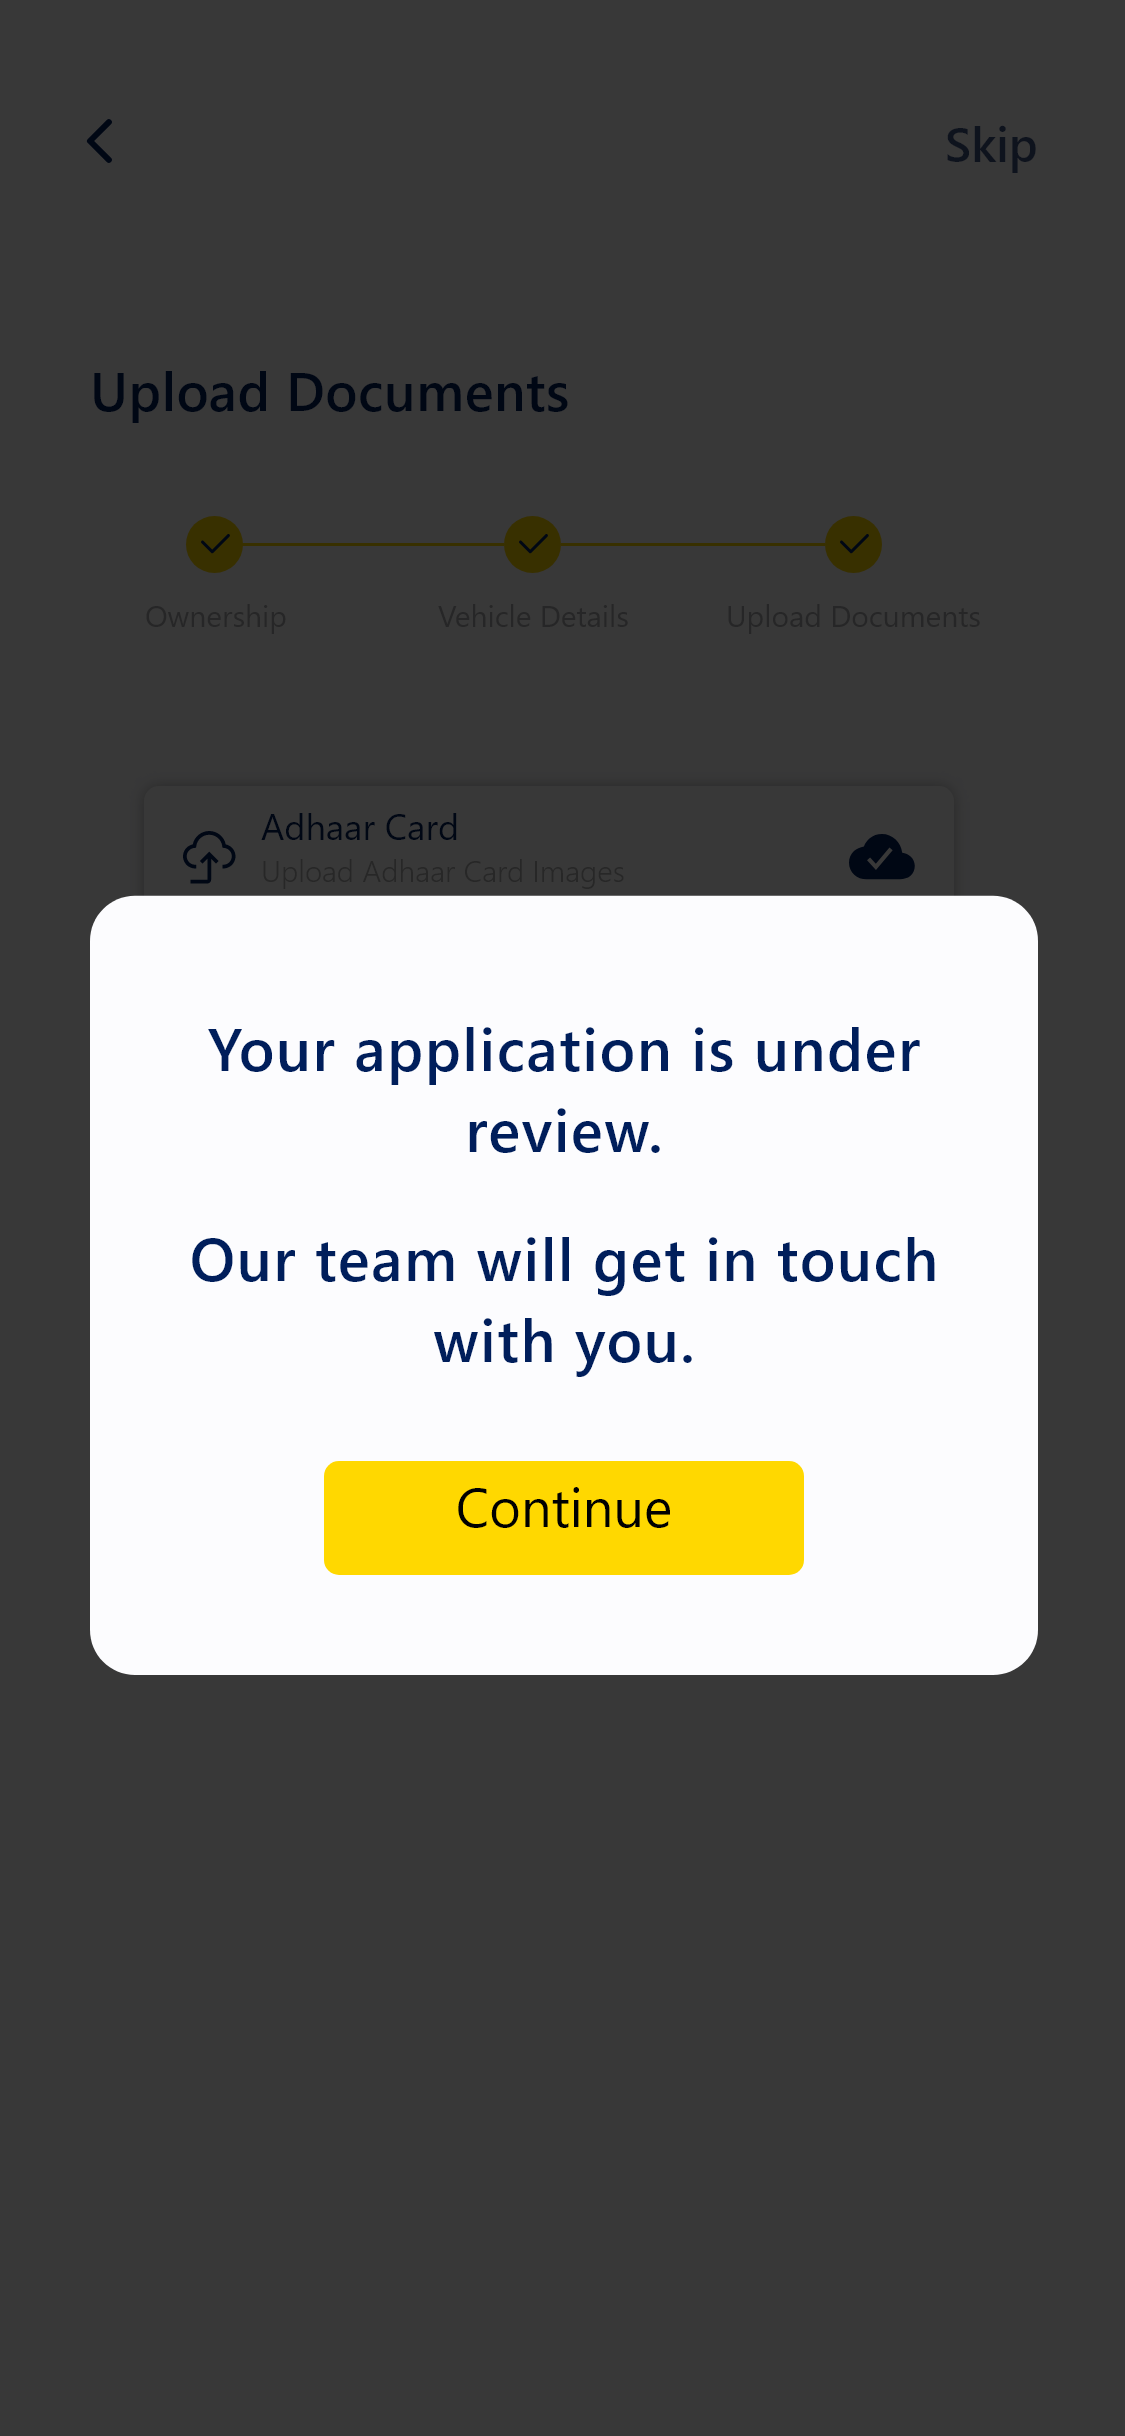 Skip
Upload Documents
Ownership
Vehicle Details
Upload Documents
Adhaar Card
Upload Adhaar Card Images
Your application is under
review.
Our team will get in touch
with you.
Continue